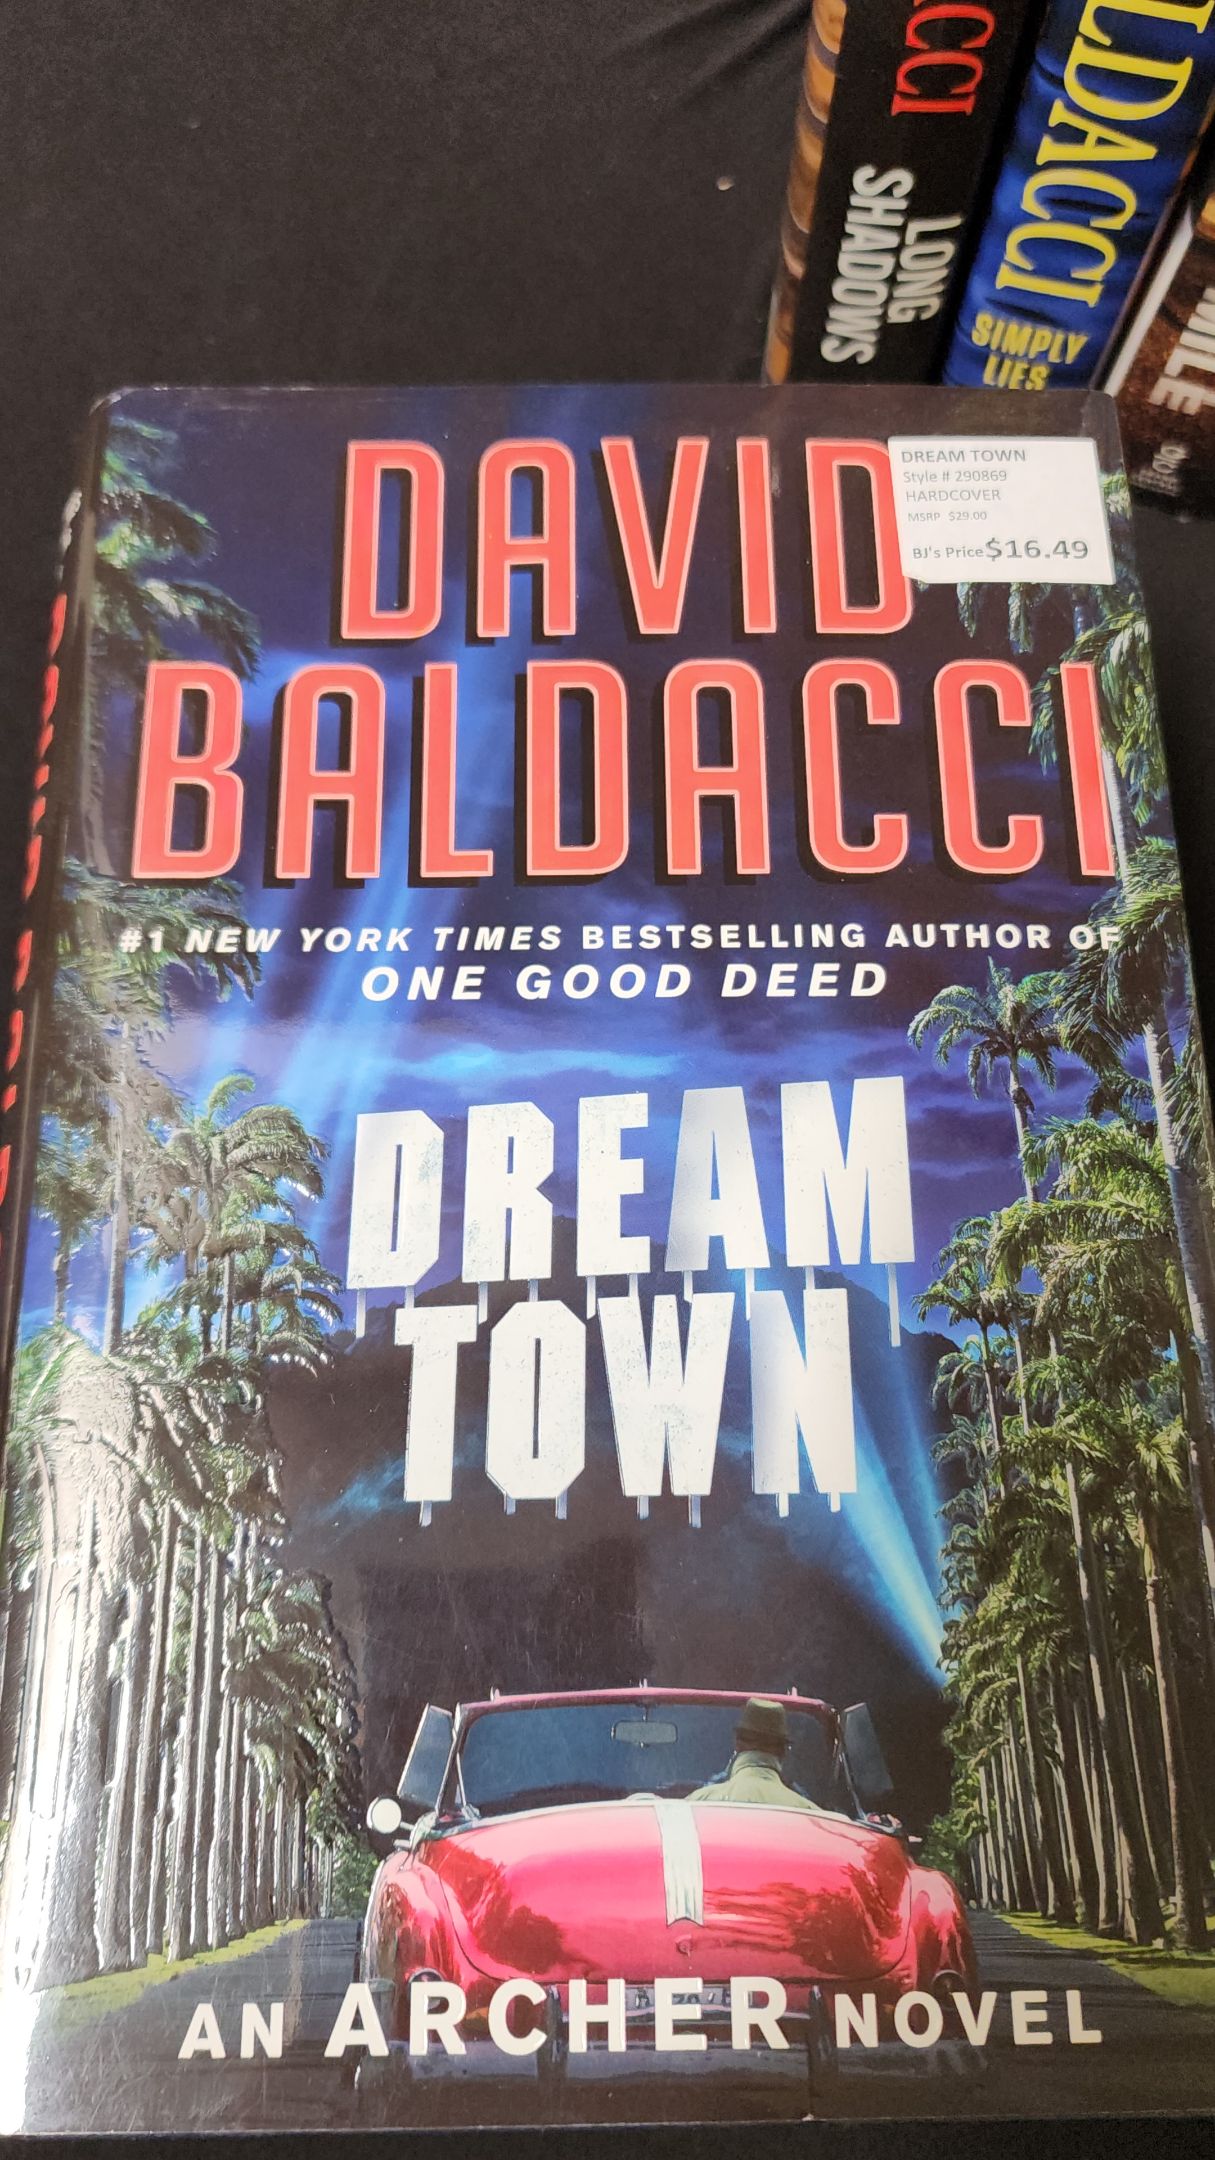 CCI
LONG
SHADOWS
LDACCI
SIMPLY
LIES
MILE
DREAM TOWN
Style # 290869
HARDCOVER
MSRP $29.00
BJ's Price $16.49
DAVID
BALDACCI
#1 NEW YORK TIMES BESTSELLING AUTHOR OF
ONE GOOD DEED
DREAM
TOWN
AN ARCHER NOVEL